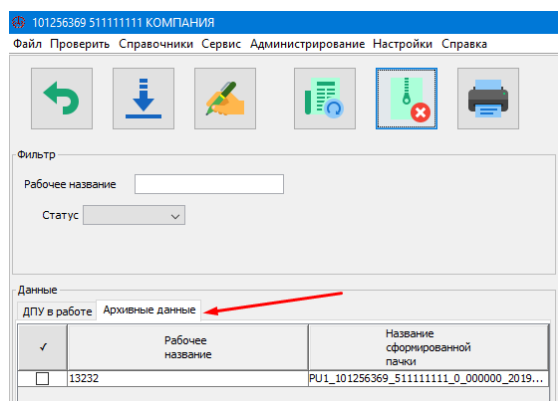 101256369 511111111 КОМПАНИЯ
Файл Проверить Справочники Сервис Администрирование Настройки Справка
Фильтр
Рабочее название
Статус
Данные
ДПУ в работе Архивные данные
✓ Рабочее название Название сформированной пачки
13232 PU1_101256369_511111111_0_000000_2019...